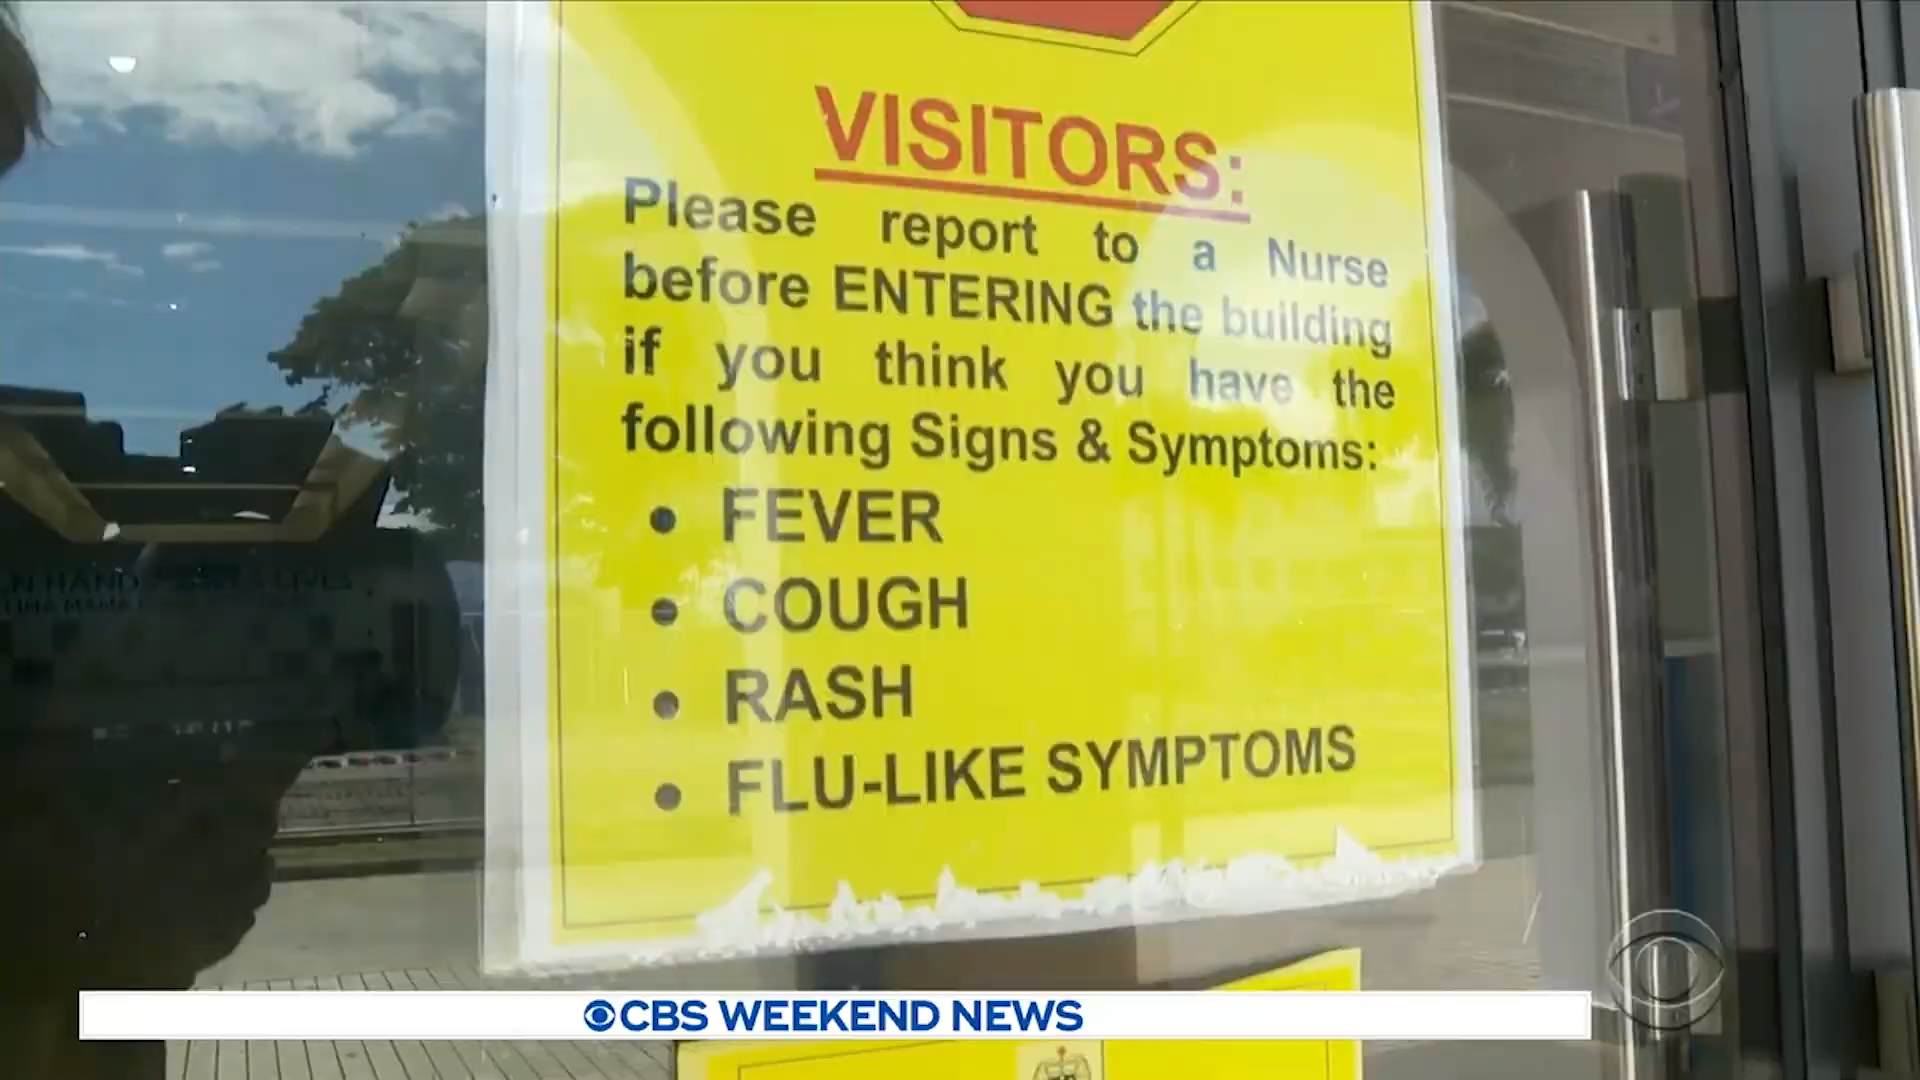 VISITORS:
Please report to a Nurse
before ENTERING the building
if you think you have the
following Signs & Symptoms:
• FEVER
• COUGH
• RASH
• FLU-LIKE SYMPTOMS
CBS WEEKEND NEWS